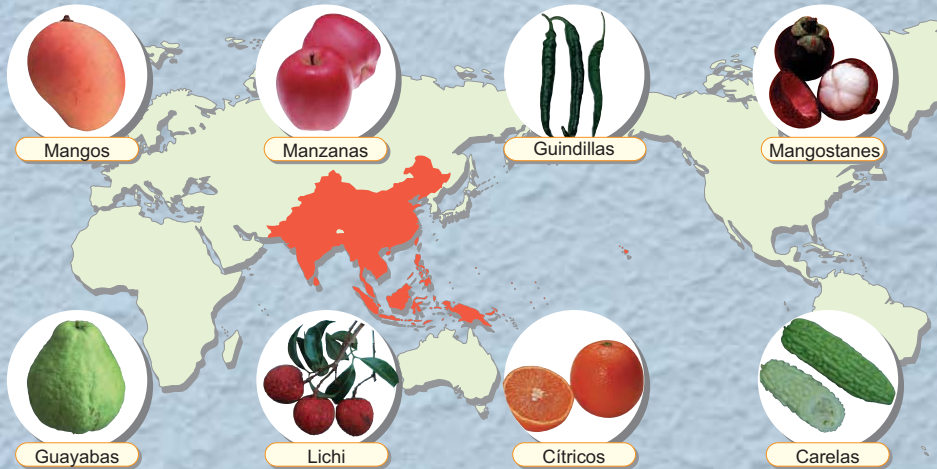 Mangos
Manzanas
Guindillas
Mangostanes
Guayabas
Lichi
Cítricos
Carelas